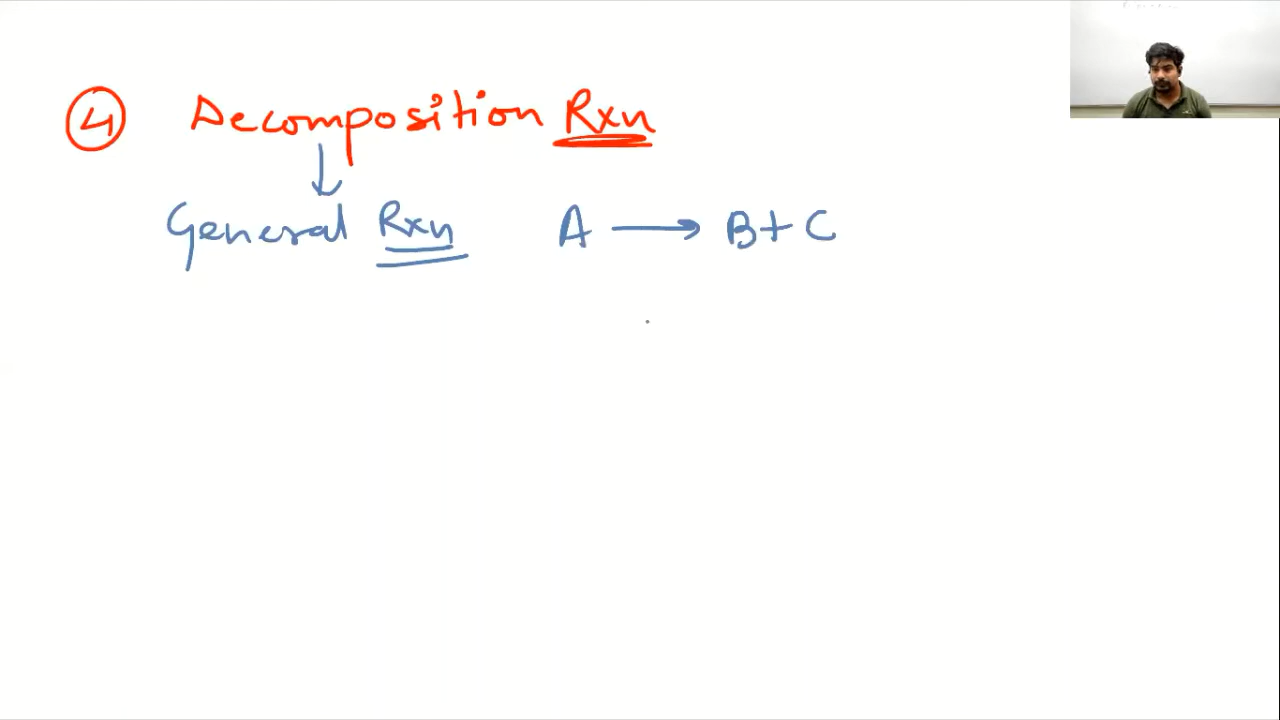 4 Decomposition Rxn
↓
General Rxn A → B + C